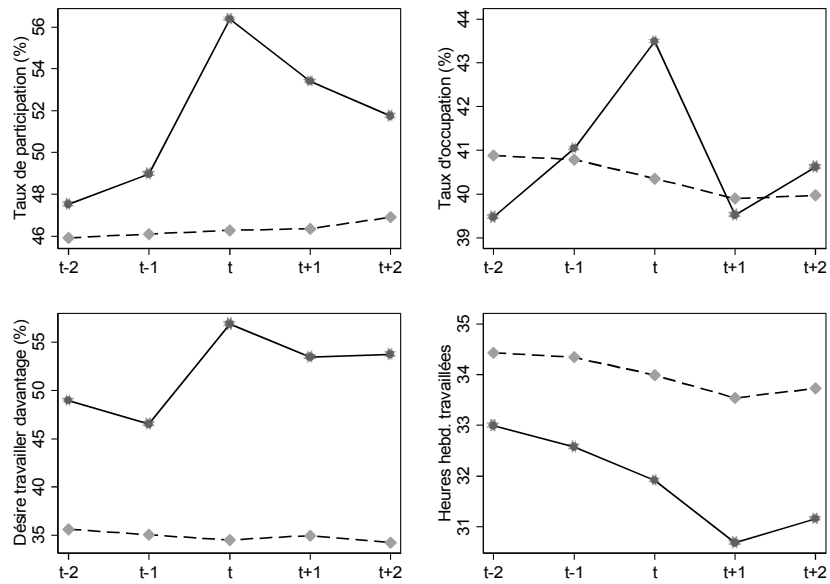 Taux de participation (%)
56
54
52
50
48
46
t-2 t-1 t t+1 t+2
Taux d'occupation (%)
44
43
42
41
40
39
t-2 t-1 t t+1 t+2
Désire travailler davantage (%)
55
50
45
40
35
t-2 t-1 t t+1 t+2
Heures hebd. travaillées
35
34
33
32
31
t-2 t-1 t t+1 t+2